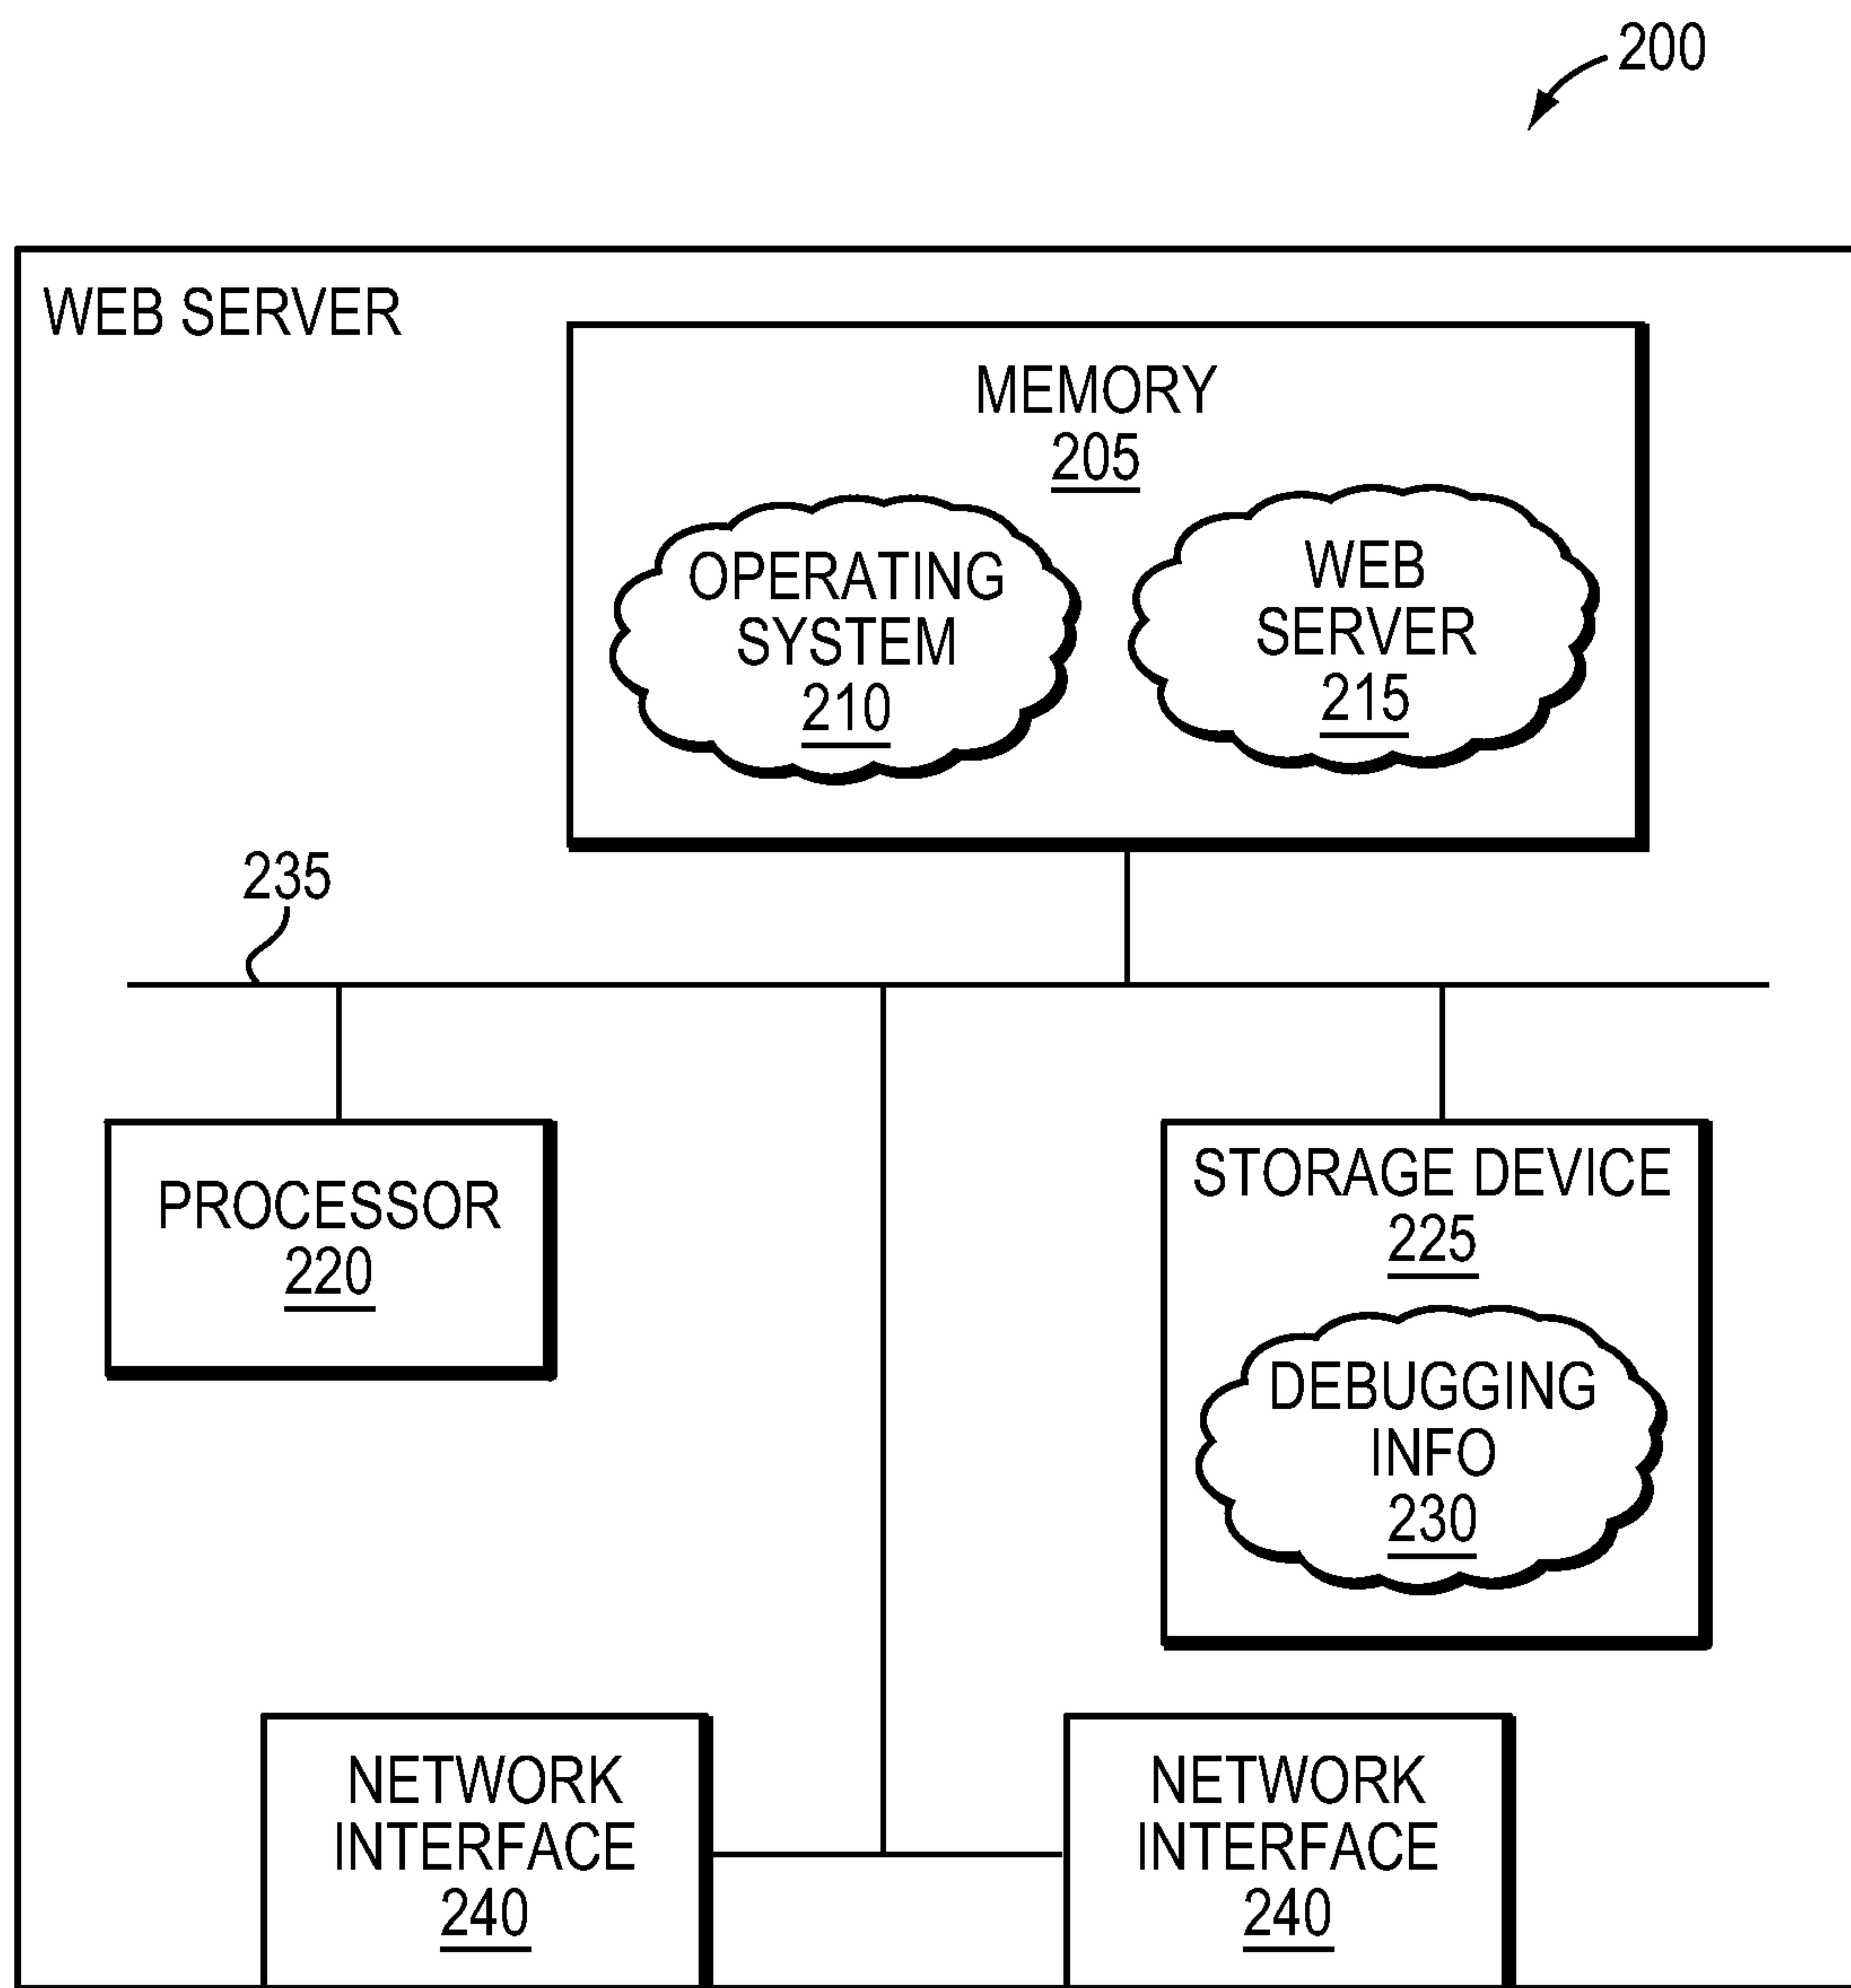 200
WEB SERVER
MEMORY
205
OPERATING
SYSTEM
210
WEB
SERVER
215
235
PROCESSOR
220
STORAGE DEVICE
225
DEBUGGING
INFO
230
NETWORK
INTERFACE
240
NETWORK
INTERFACE
240